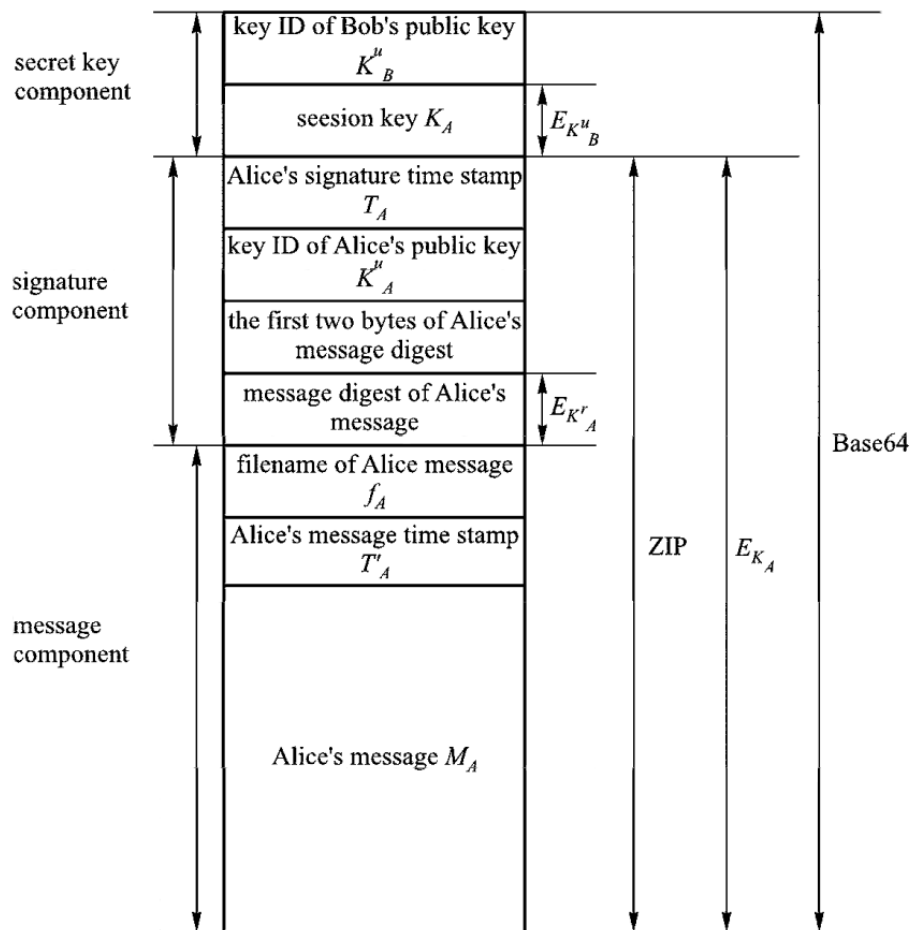 key ID of Bob's public key
K^u_B
secret key
component
seesion key K_A
E_{K^u_B}
Alice's signature time stamp
T_A
key ID of Alice's public key
K^u_A
signature
component
the first two bytes of Alice's
message digest
message digest of Alice's
message
E_{K^r_A}
Base64
filename of Alice message
f_A
Alice's message time stamp
T'_A
ZIP
E_{K_A}
message
component
Alice's message M_A